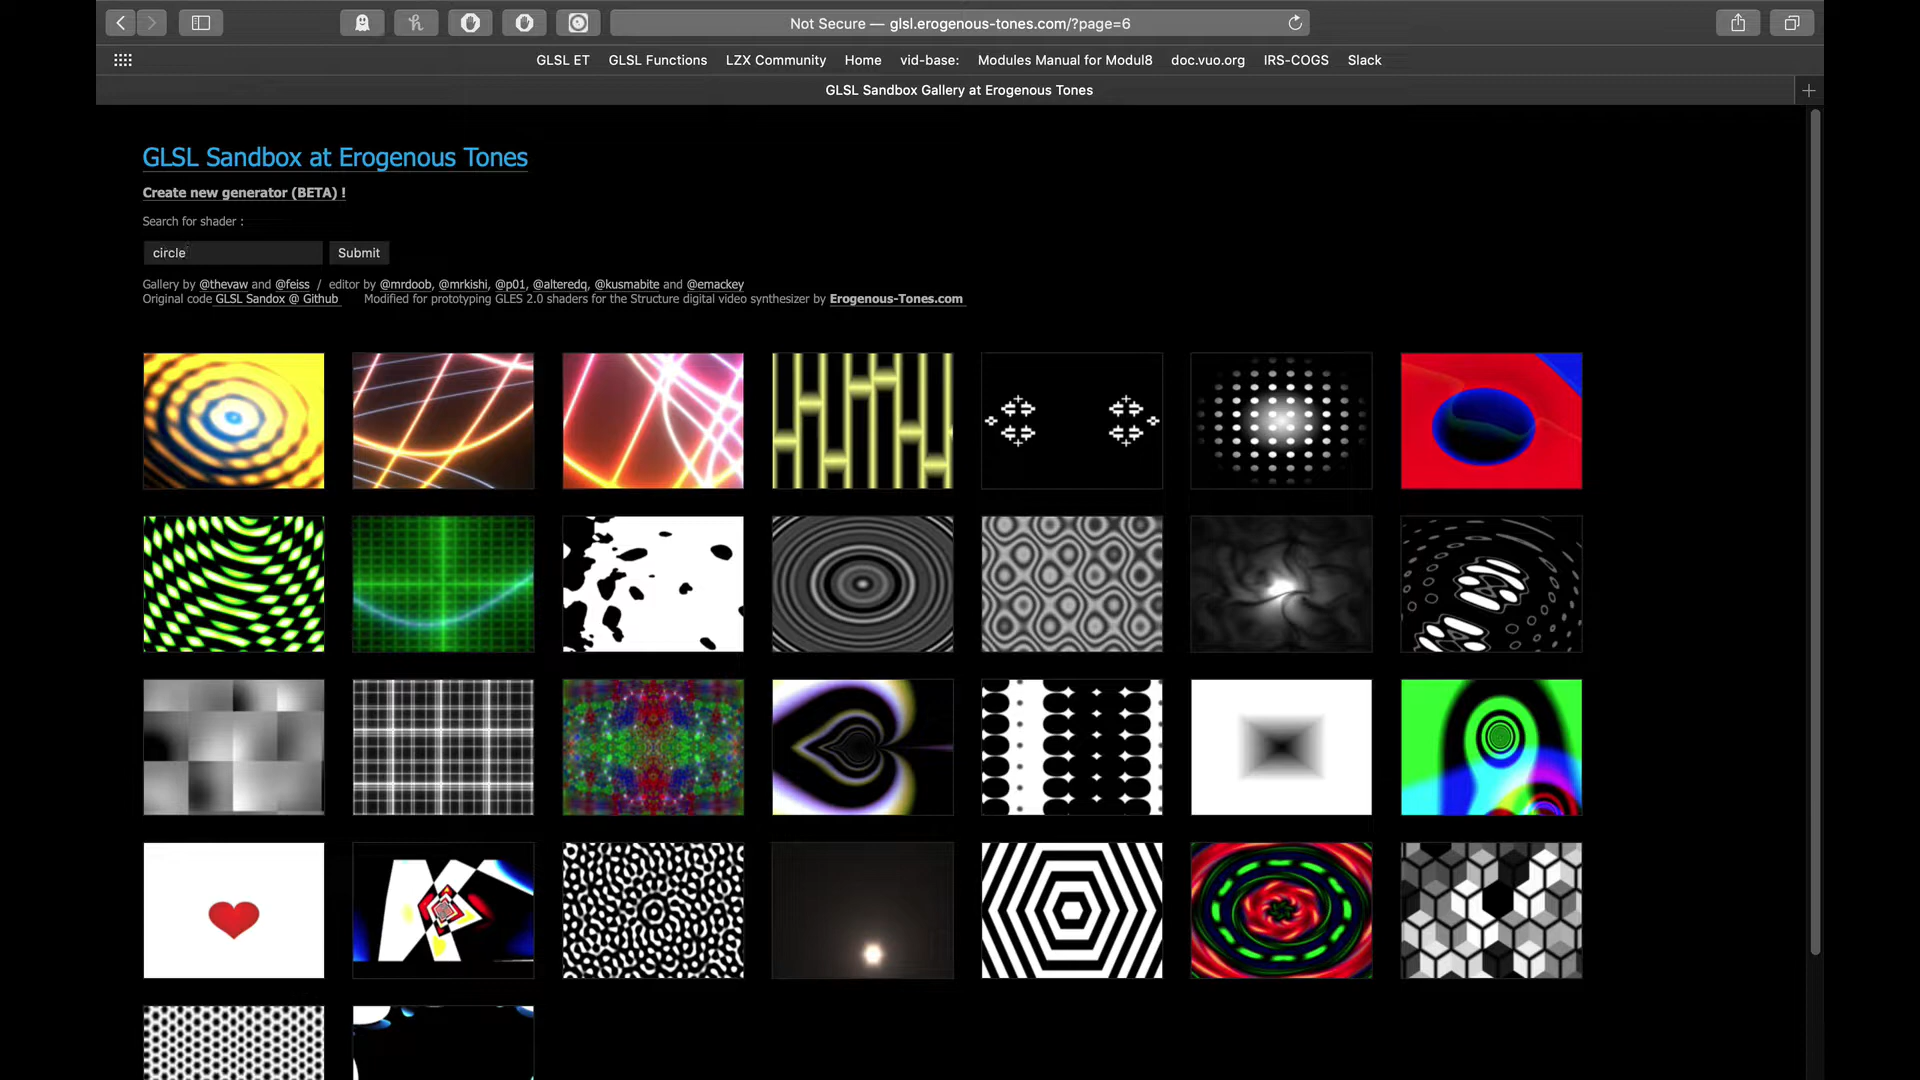 Not Secure — glsl.erogenous-tones.com/?page=6
GLSL ET GLSL Functions LZX Community Home vid-base: Modules Manual for Modul8 doc.vuo.org IRS-COGS Slack
GLSL Sandbox Gallery at Erogenous Tones
GLSL Sandbox at Erogenous Tones
Create new generator (BETA) !
Search for shader :
circle Submit
Gallery by @thevaw and @feiss / editor by @mrdoob, @mrkishi, @p01, @alteredq, @kusmabite and @emackey
Original code GLSL Sandox @ Github Modified for prototyping GLES 2.0 shaders for the Structure digital video synthesizer by Erogenous-Tones.com